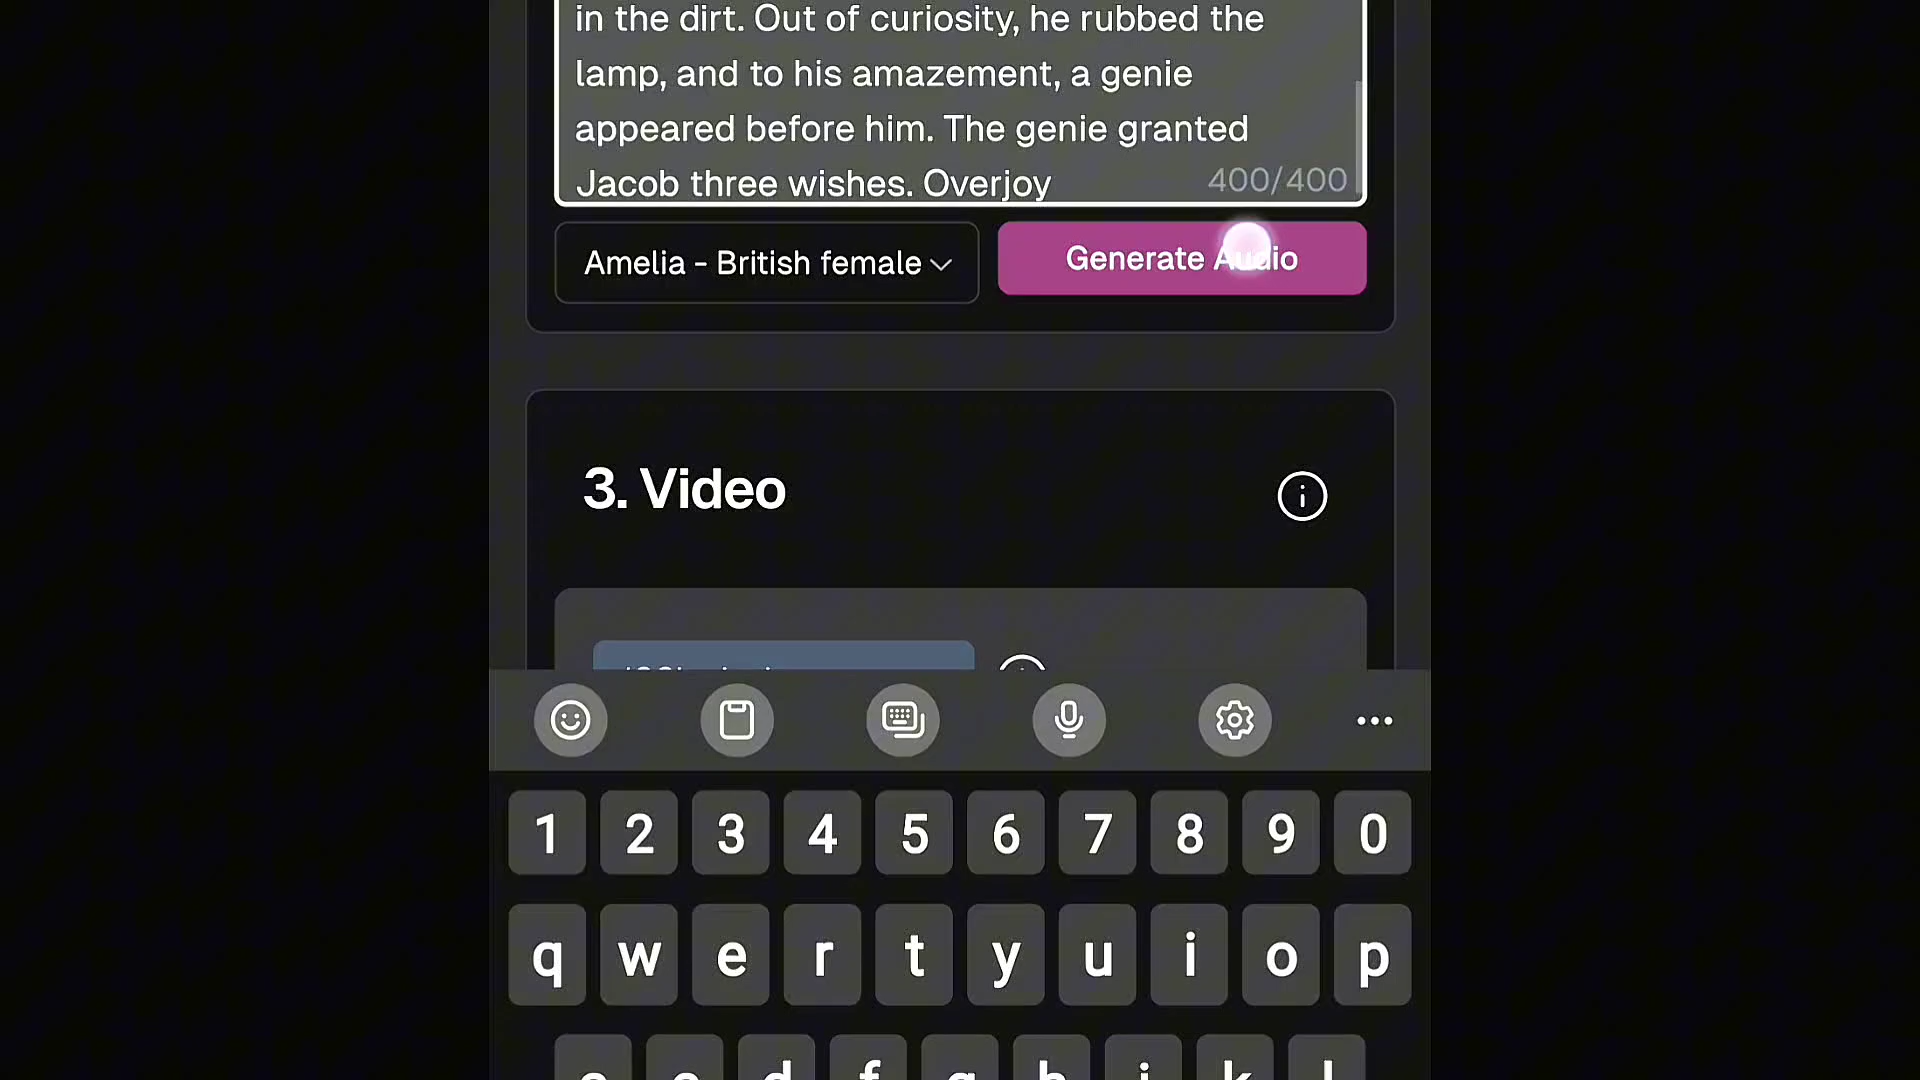 in the dirt. Out of curiosity, he rubbed the
lamp, and to his amazement, a genie
appeared before him. The genie granted
Jacob three wishes. Overjoy
400/400
Amelia - British female
Generate Audio
3. Video
1 2 3 4 5 6 7 8 9 0
q w e r t y u i o p
a s d f g h j k l